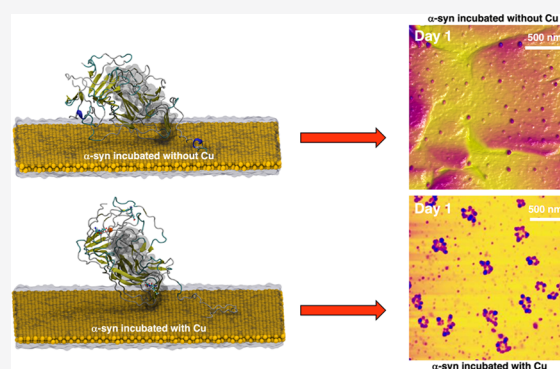 α-syn incubated without Cu
Day 1
500 nm
α-syn incubated without Cu
Day 1
500 nm
α-syn incubated with Cu
α-syn incubated with Cu